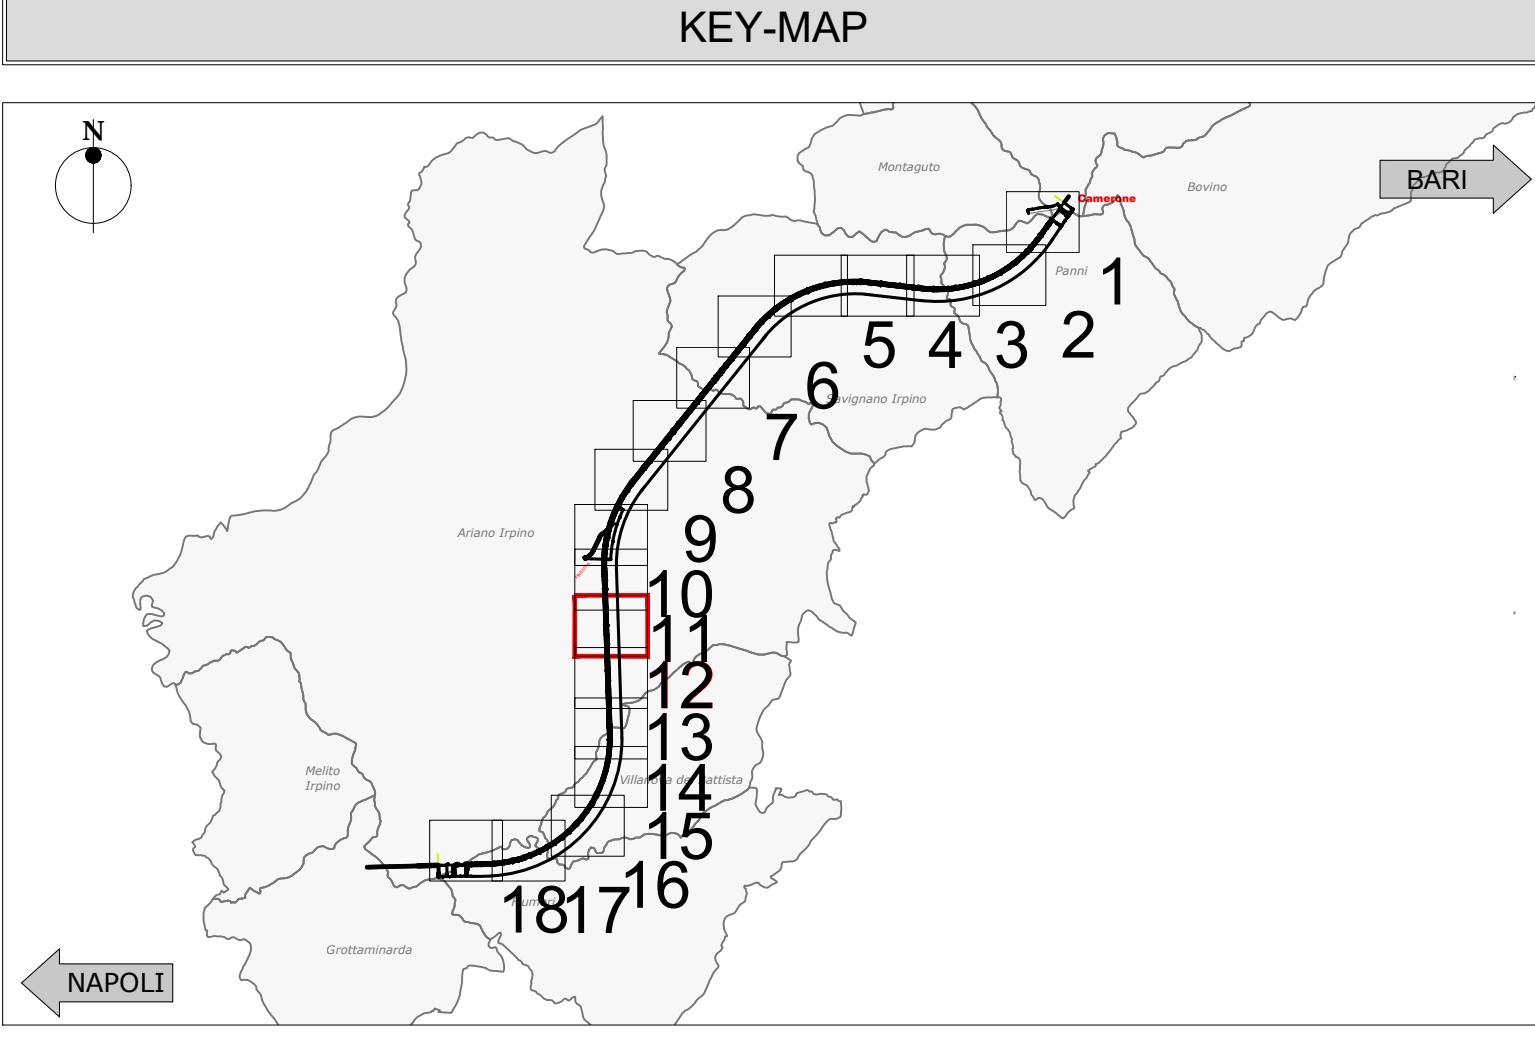 KEY-MAP
N
Montaguto
Bovino
BARI
Camerone
Panni
1
2
3
4
5
6
Savignano Irpino
7
8
Ariano Irpino
9
10
11
12
13
Melito
Irpino
14
15
16
17
18
Grottaminarda
NAPOLI